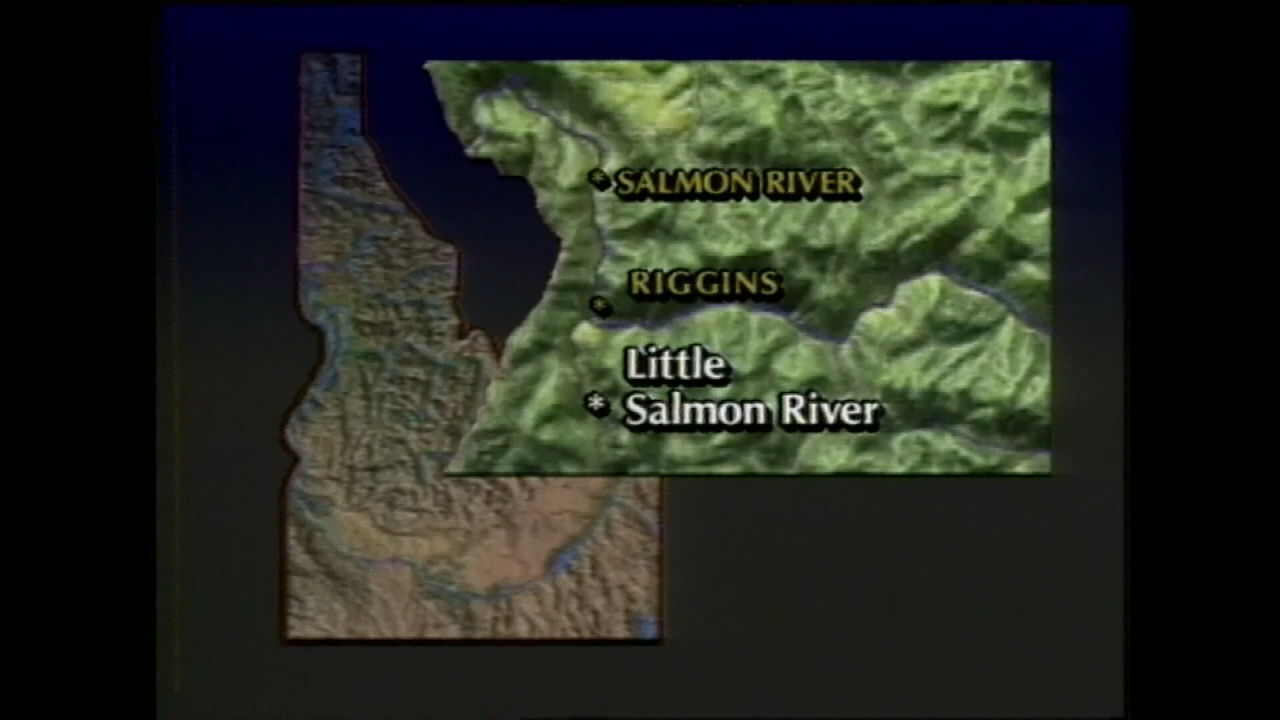 * SALMON RIVER
RIGGINS
*
Little
* Salmon River